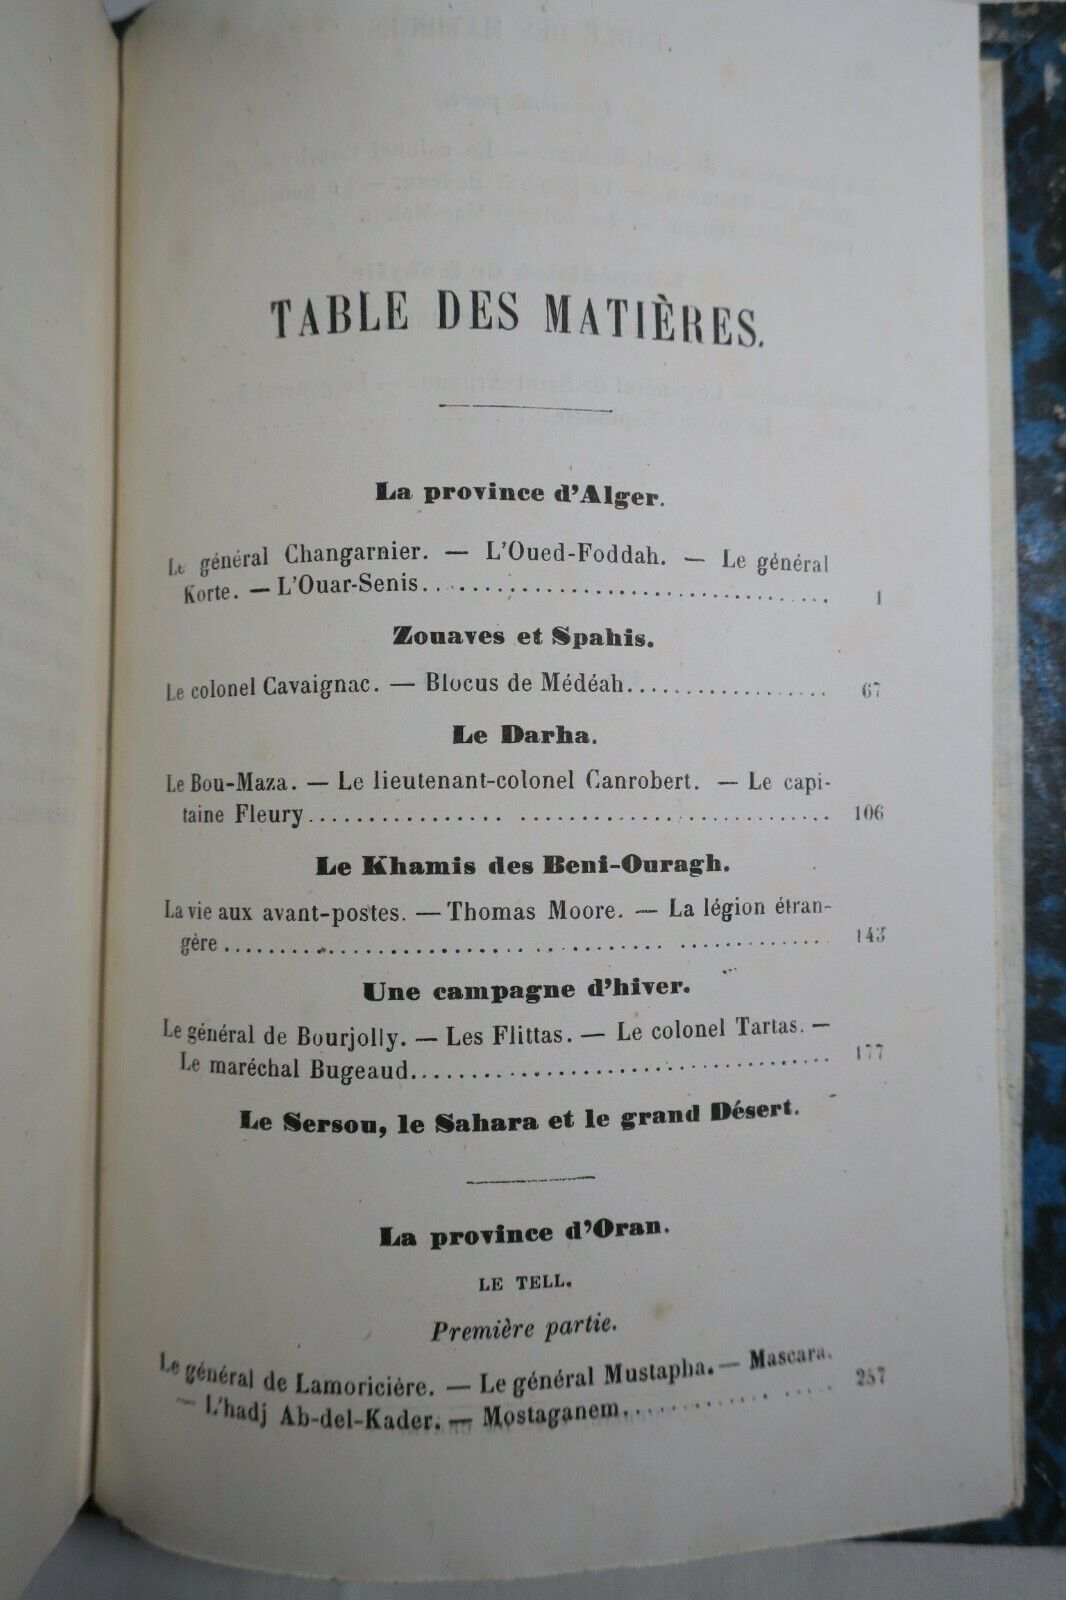 TABLE DES MATIÈRES.
La province d'Alger.
Le général Changarnier. — L'Oued-Foddah. — Le général
Korte. — L'Ouar-Senis. 1
Zouaves et Spahis.
Le colonel Cavaignac. — Blocus de Médéah. 67
Le Darha.
Le Bou-Maza. — Le lieutenant-colonel Canrobert. — Le capi-
taine Fleury. 106
Le Khamis des Beni-Ouragh.
La vie aux avant-postes. — Thomas Moore. — La légion étran-
gère. 143
Une campagne d'hiver.
Le général de Bourjolly. — Les Flittas. — Le colonel Tartas. —
Le maréchal Bugeaud. 177
Le Sersou, le Sahara et le grand Désert.
La province d'Oran.
LE TELL.
Première partie.
Le général de Lamoricière. — Le général Mustapha. — Mascara.
— L'hadj Ab-del-Kader. — Mostaganem. 257